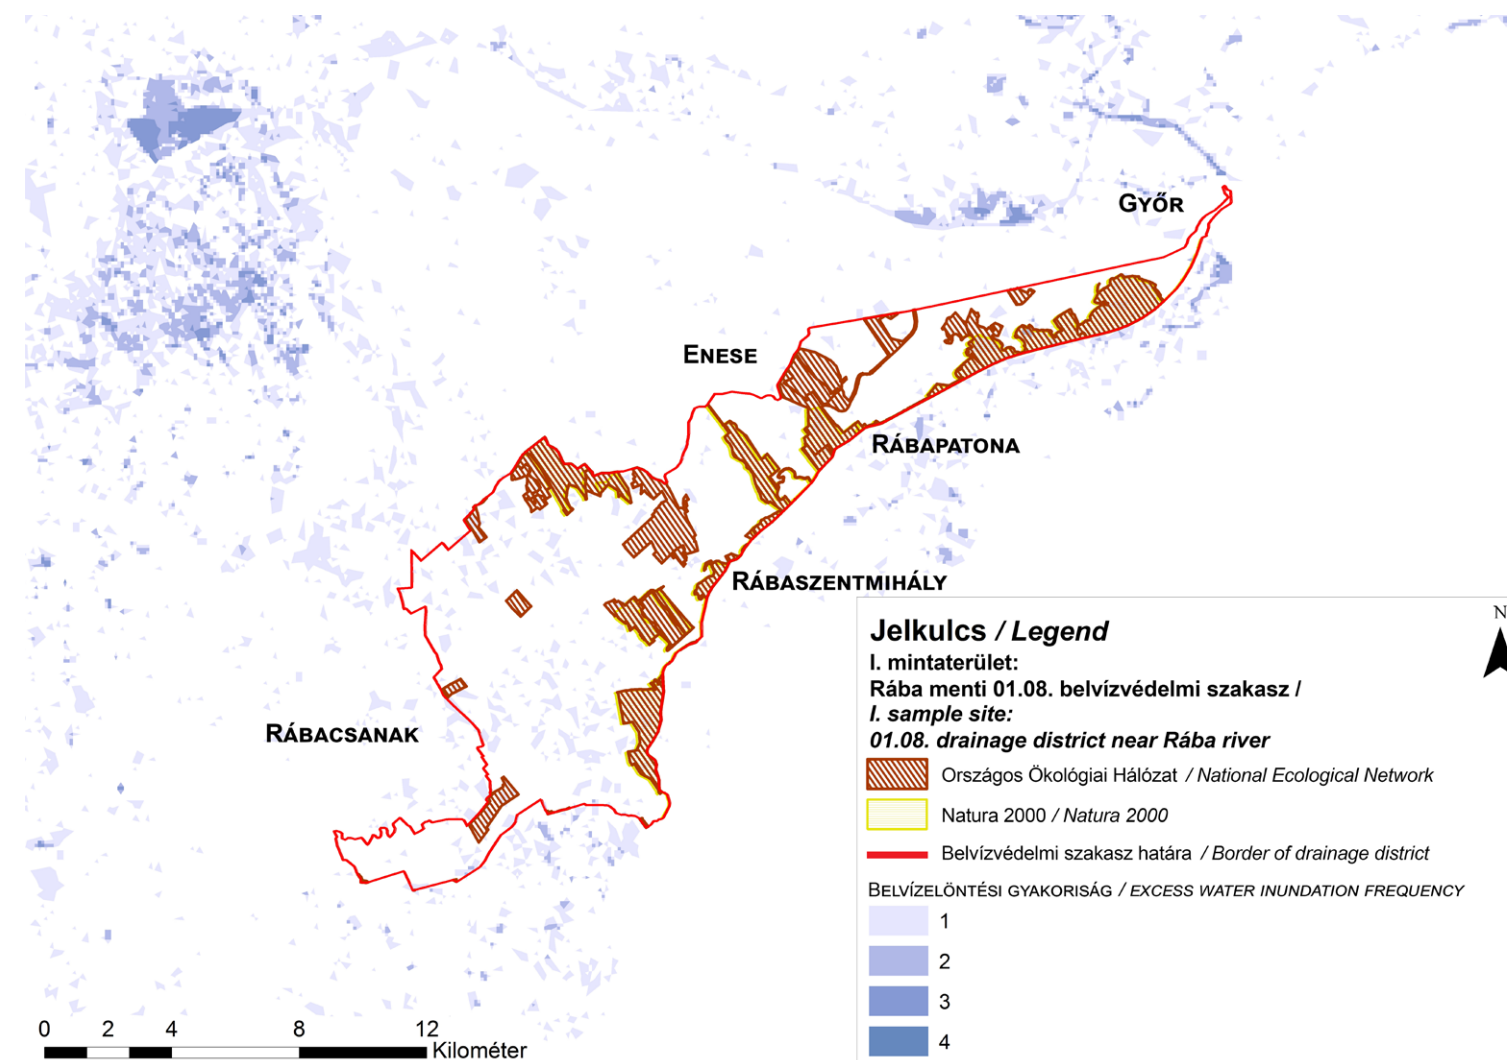 GYŐR
ENESE
RÁBAPATONA
RÁBASZENTMIHÁLY
RÁBACSANAK
N
Jelkulcs / Legend
I. mintaterület:
Rába menti 01.08. belvízvédelmi szakasz /
I. sample site:
01.08. drainage district near Rába river
Országos Ökológiai Hálózat / National Ecological Network
Natura 2000 / Natura 2000
Belvízvédelmi szakasz határa / Border of drainage district
BELVÍZELÖNTÉSI GYAKORISÁG / EXCESS WATER INUNDATION FREQUENCY
1
2
3
4
0 2 4 8 12
Kilométer